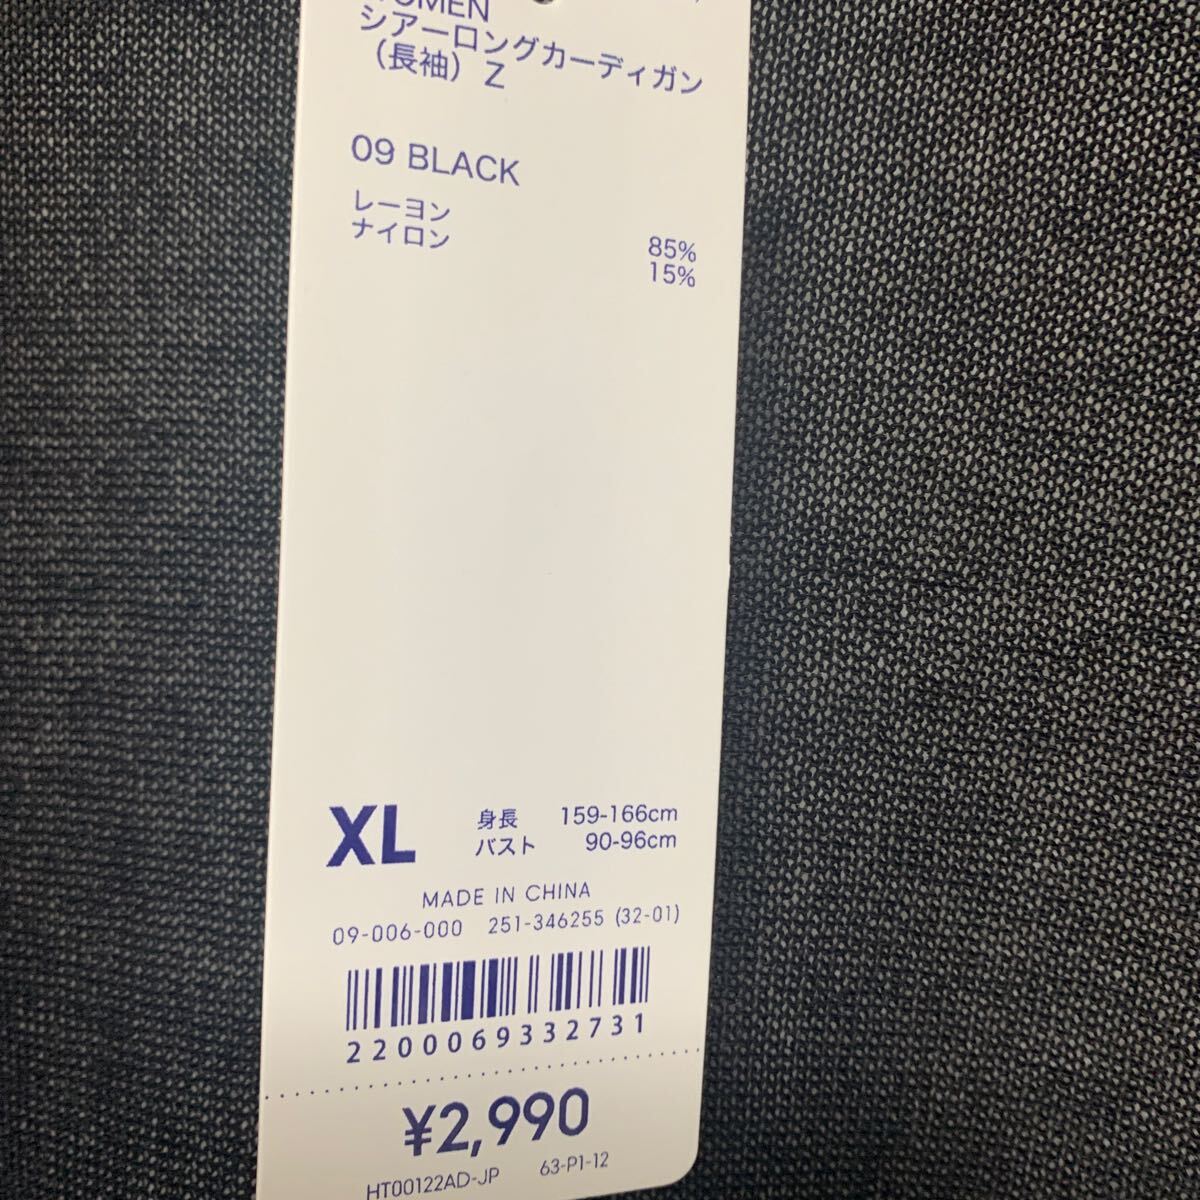 WOMEN
シアーロングカーディガン
（長袖）Z
09 BLACK
レーヨン 85%
ナイロン 15%
XL 身長 159-166cm
バスト 90-96cm
MADE IN CHINA
09-006-000 251-346255 (32-01)
2200069332731
¥2,990
HT00122AD-JP 63-P1-12